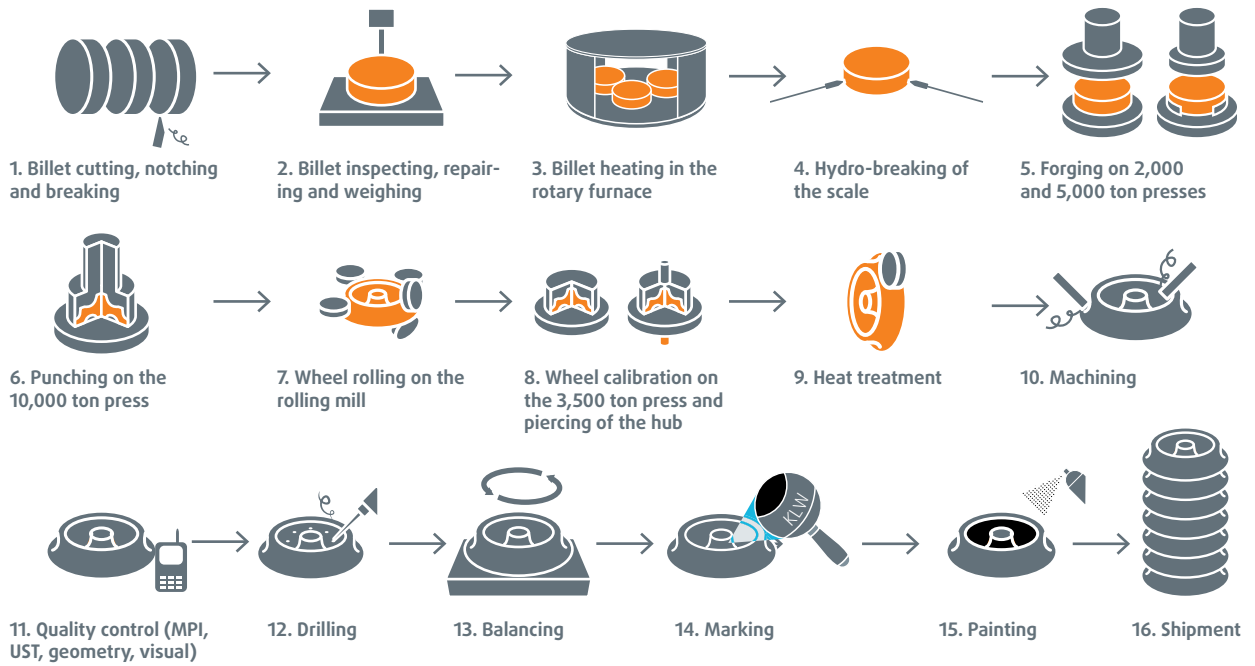 1. Billet cutting, notching
and breaking
2. Billet inspecting, repair-
ing and weighing
3. Billet heating in the
rotary furnace
4. Hydro-breaking of
the scale
5. Forging on 2,000
and 5,000 ton presses
6. Punching on the
10,000 ton press
7. Wheel rolling on the
rolling mill
8. Wheel calibration on
the 3,500 ton press and
piercing of the hub
9. Heat treatment
10. Machining
KLW
11. Quality control (MPI,
UST, geometry, visual)
12. Drilling
13. Balancing
14. Marking
15. Painting
16. Shipment